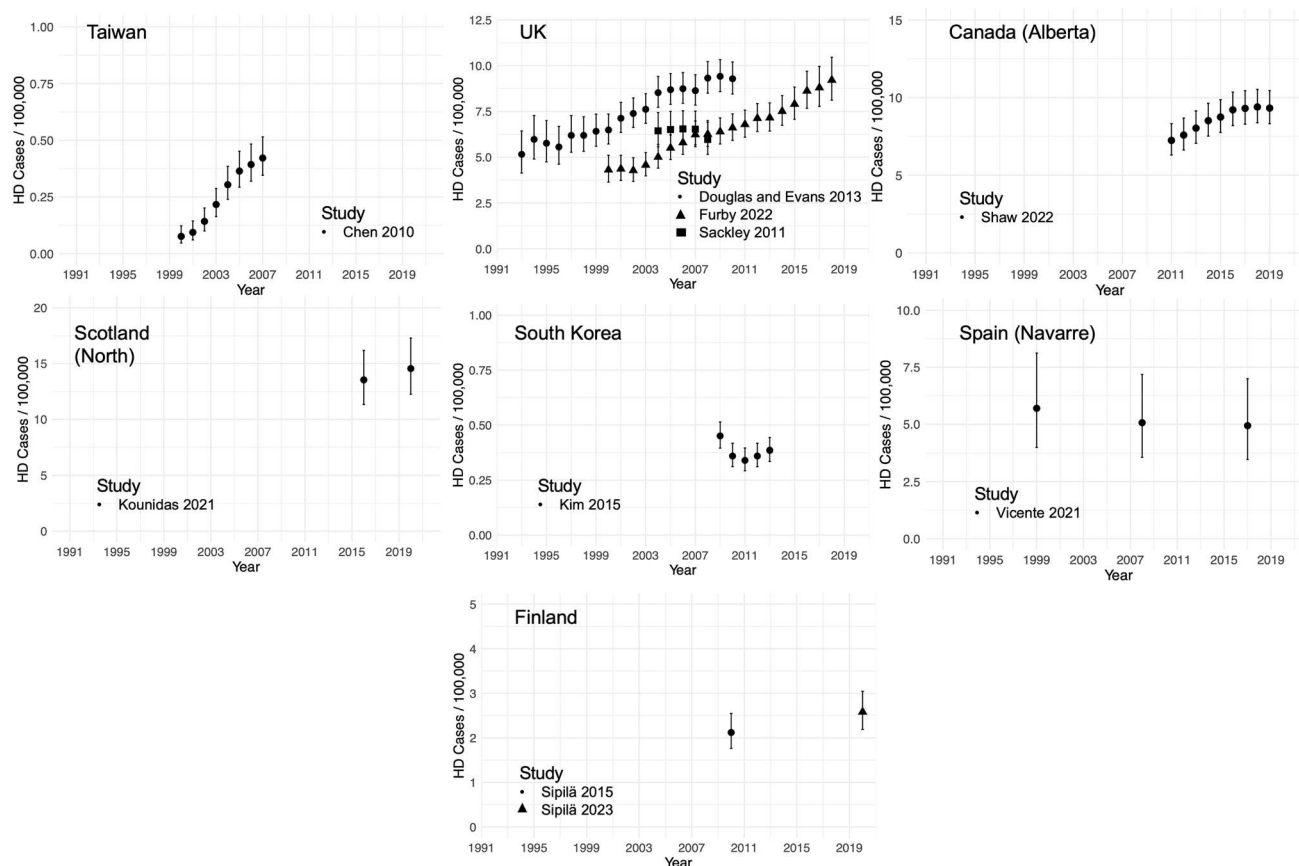 Taiwan
HD Cases / 100,000
1.00
0.75
0.50
0.25
0.00
Study
Chen 2010
1991 1995 1999 2003 2007 2011 2015 2019
Year
UK
HD Cases / 100,000
12.5
10.0
7.5
5.0
2.5
0.0
Study
Douglas and Evans 2013
Furby 2022
Sackley 2011
1991 1995 1999 2003 2007 2011 2015 2019
Year
Canada (Alberta)
HD Cases / 100,000
15
10
5
0
Study
Shaw 2022
1991 1995 1999 2003 2007 2011 2015 2019
Year
Scotland
(North)
HD Cases / 100,000
20
15
10
5
0
Study
Kounidas 2021
1991 1995 1999 2003 2007 2011 2015 2019
Year
South Korea
HD Cases / 100,000
1.00
0.75
0.50
0.25
0.00
Study
Kim 2015
1991 1995 1999 2003 2007 2011 2015 2019
Year
Spain (Navarre)
HD Cases / 100,000
10.0
7.5
5.0
2.5
0.0
Study
Vicente 2021
1991 1995 1999 2003 2007 2011 2015 2019
Year
Finland
HD Cases / 100,000
5
4
3
2
1
0
Study
Sipilä 2015
Sipilä 2023
1991 1995 1999 2003 2007 2011 2015 2019
Year